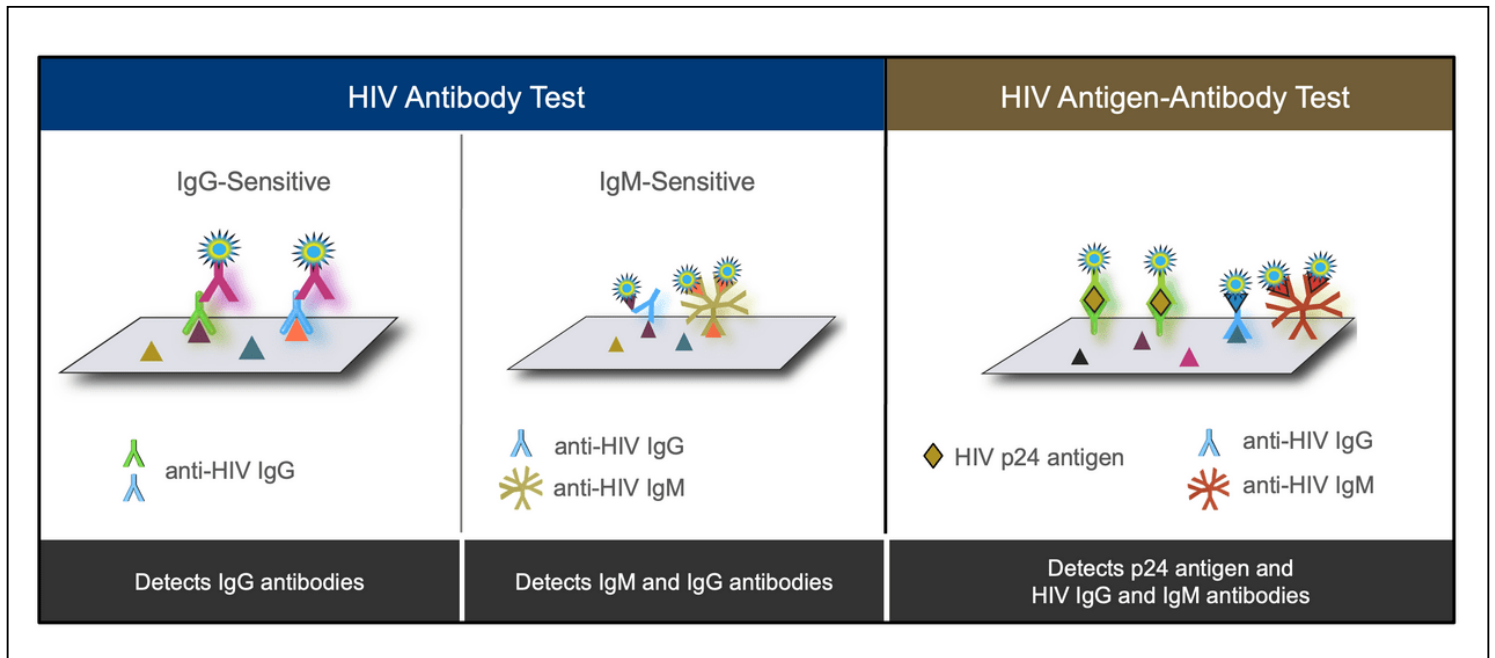 HIV Antibody Test
HIV Antigen-Antibody Test
IgG-Sensitive
IgM-Sensitive
anti-HIV IgG
anti-HIV IgG
anti-HIV IgM
HIV p24 antigen
anti-HIV IgG
anti-HIV IgM
Detects IgG antibodies
Detects IgM and IgG antibodies
Detects p24 antigen and
HIV IgG and IgM antibodies